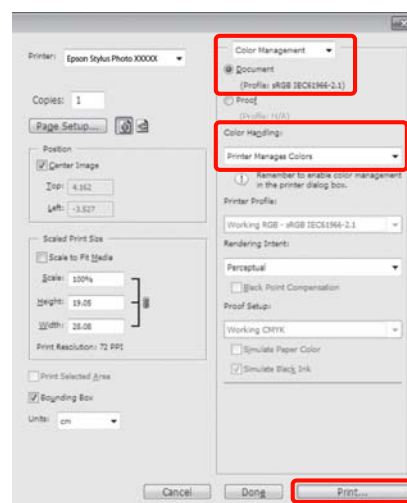 Printer: Epson Stylus Photo XXXXX
Copies: 1
Page Setup...
Position
Center Image
Top: 4.162
Left: -3.527
Scaled Print Size
Scale to Fit Media
Scale: 100%
Height: 19.05
Width: 28.08
Print Resolution: 72 PPI
Print Selected Area
Bounding Box
Units: cm
Color Management
Document
(Profile: sRGB IEC61966-2.1)
Proof
(Profile: N/A)
Color Handling:
Printer Manages Colors
Remember to enable color management
in the printer dialog box.
Printer Profile:
Working RGB - sRGB IEC61966-2.1
Rendering Intent:
Perceptual
Black Point Compensation
Proof Setup:
Working CMYK
Simulate Paper Color
Simulate Black Ink
Cancel
Done
Print...